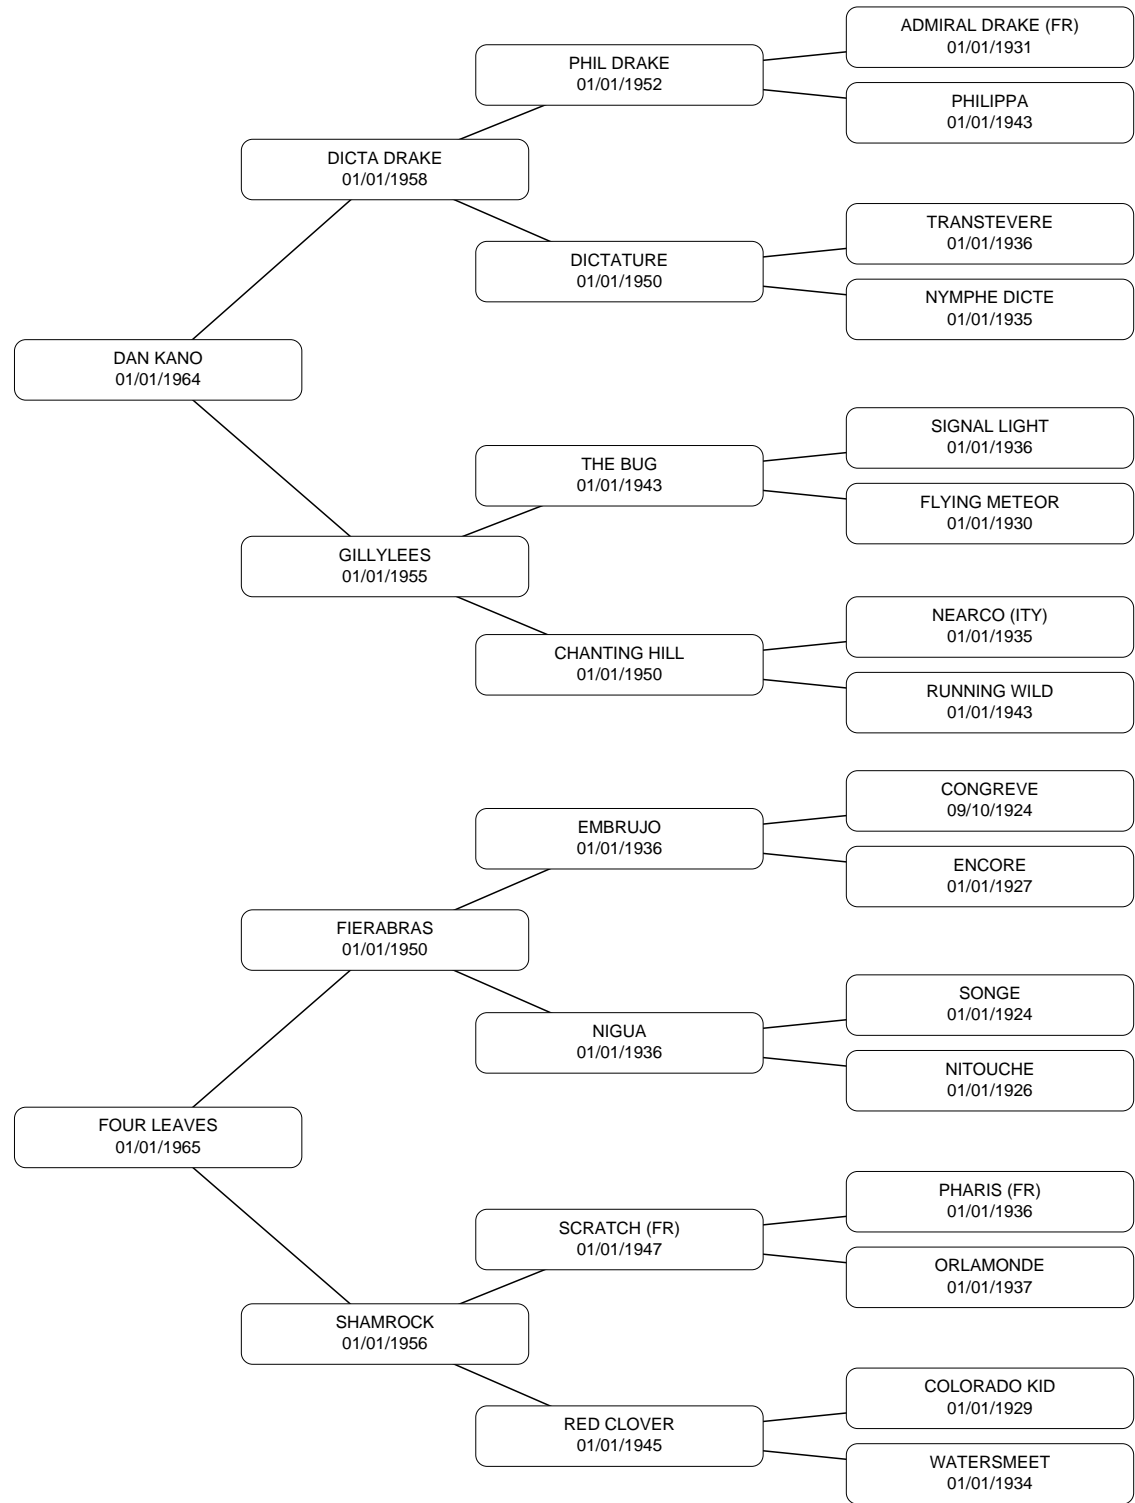 ADMIRAL DRAKE (FR)
01/01/1931
PHIL DRAKE
01/01/1952
PHILIPPA
01/01/1943
DICTA DRAKE
01/01/1958
TRANSTEVERE
01/01/1936
DICTATURE
01/01/1950
NYMPHE DICTE
01/01/1935
DAN KANO
01/01/1964
SIGNAL LIGHT
01/01/1936
THE BUG
01/01/1943
FLYING METEOR
01/01/1930
GILLYLEES
01/01/1955
NEARCO (ITY)
01/01/1935
CHANTING HILL
01/01/1950
RUNNING WILD
01/01/1943
CONGREVE
09/10/1924
EMBRUJO
01/01/1936
ENCORE
01/01/1927
FIERABRAS
01/01/1950
SONGE
01/01/1924
NIGUA
01/01/1936
NITOUCHE
01/01/1926
FOUR LEAVES
01/01/1965
PHARIS (FR)
01/01/1936
SCRATCH (FR)
01/01/1947
ORLAMONDE
01/01/1937
SHAMROCK
01/01/1956
COLORADO KID
01/01/1929
RED CLOVER
01/01/1945
WATERSMEET
01/01/1934